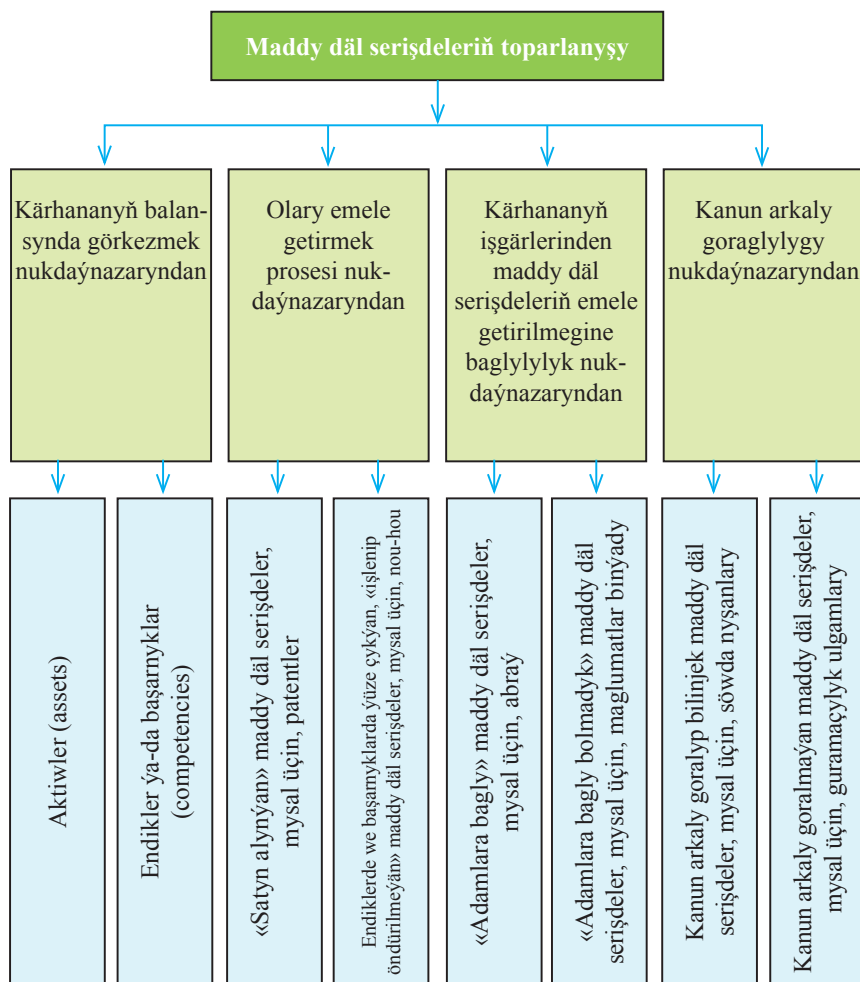 Maddy däl serişdeleriň toparlanyşy
Kärhananyň balan-
synda görkezmek
nukdaýnazaryndan
Olary emele
getirmek
prosesi nuk-
daýnazaryndan
Kärhananyň
işgärlerinden
maddy däl
serişdeleriň emele
getirilmegine
baglylylyk nuk-
daýnazaryndan
Kanun arkaly
goraglylygy
nukdaýnazaryndan
Aktiwler (assets)
Endikler ýa-da başarnyklar
(competencies)
«Satyn alynýan» maddy däl serişdeler,
mysal üçin, patentler
Endiklerde we başarnyklarda ýüze çykýan, «işlenip
öndürilmeýän» maddy däl serişdeler, mysal üçin, nou-hou
«Adamlara bagly» maddy däl serişdeler,
mysal üçin, abraý
«Adamlara bagly bolmadyk» maddy däl
serişdeler, mysal üçin, maglumatlar binýady
Kanun arkaly goralyp bilinjek maddy däl
serişdeler, mysal üçin, söwda nyşanlary
Kanun arkaly goralmaýan maddy däl serişdeler,
mysal üçin, guramaçylyk ulgamlary